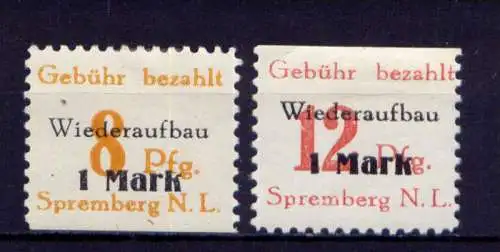 Gebühr bezahlt
Wiederaufbau
8 Pfg.
1 Mark
Spremberg N. L.
Gebühr bezahlt
Wiederaufbau
12 Pfg.
1 Mark
Spremberg N. L.